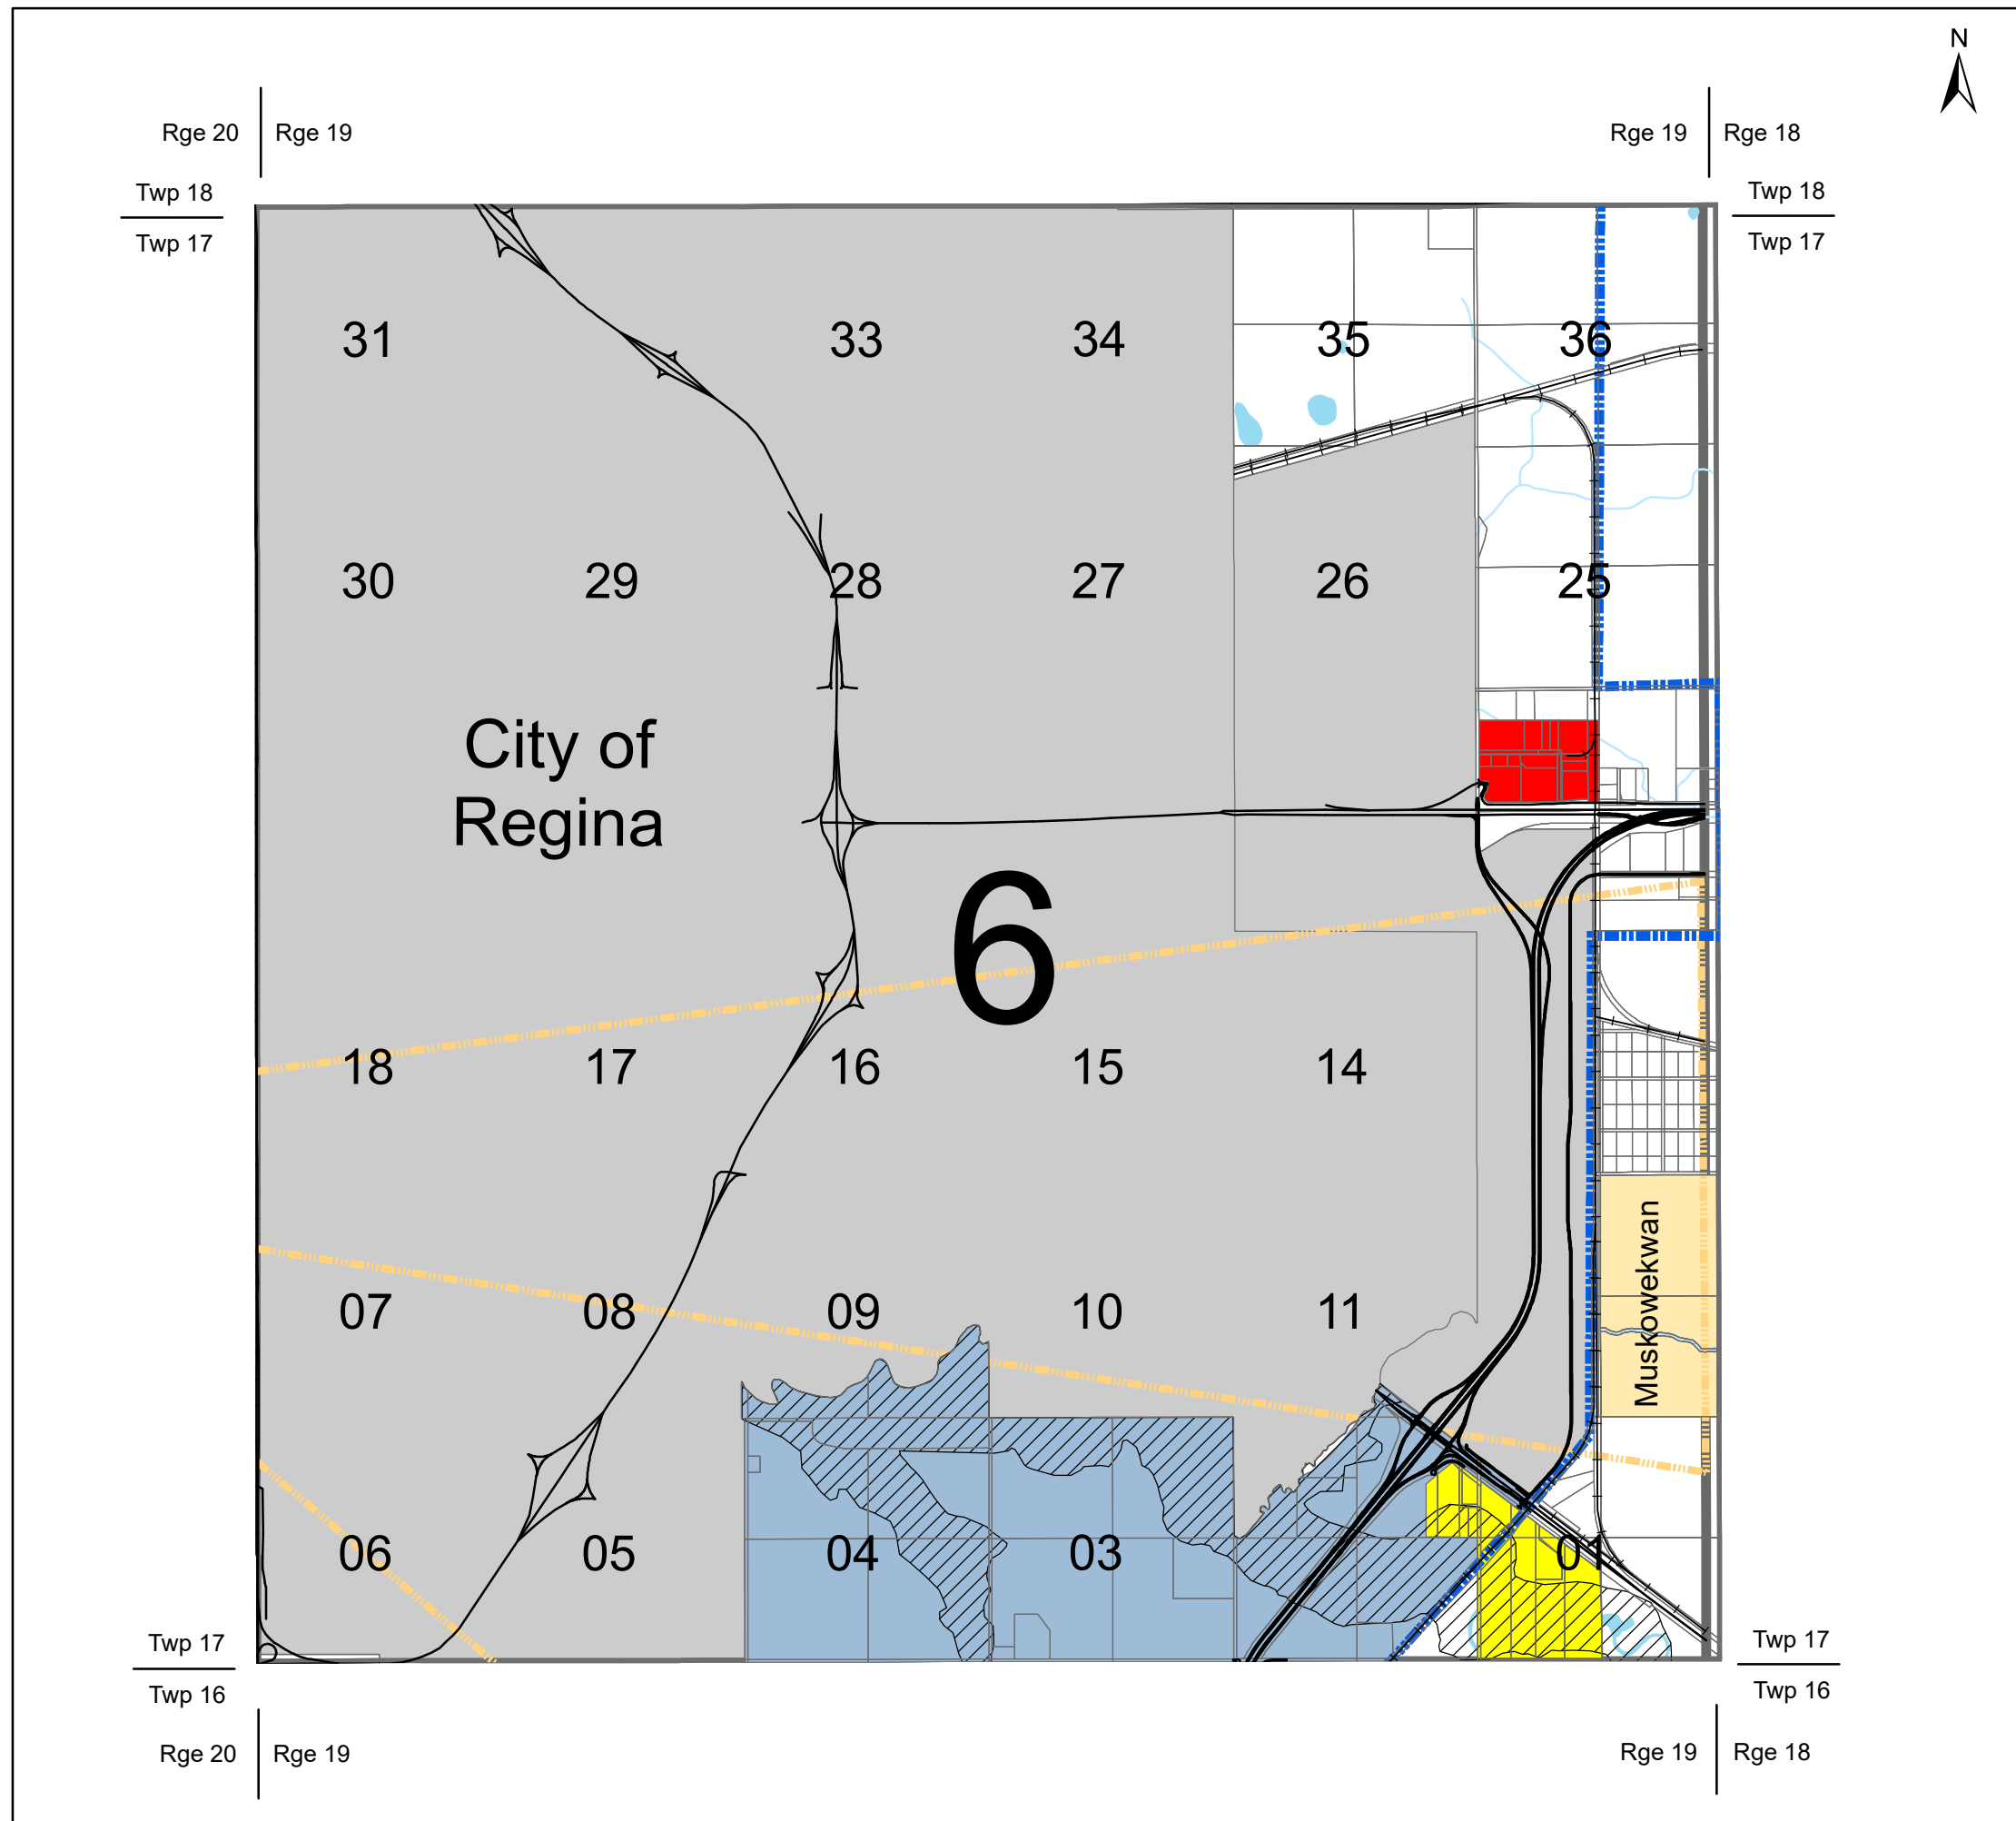 N
Rge 20
Rge 19
Rge 19
Rge 18
Twp 18
Twp 17
Twp 18
Twp 17
31
33
34
35
36
30
29
28
27
26
25
City of
Regina
6
18
17
16
15
14
Muskowekwan
07
08
09
10
11
06
05
04
03
01
Twp 17
Twp 16
Twp 17
Twp 16
Rge 20
Rge 19
Rge 19
Rge 18